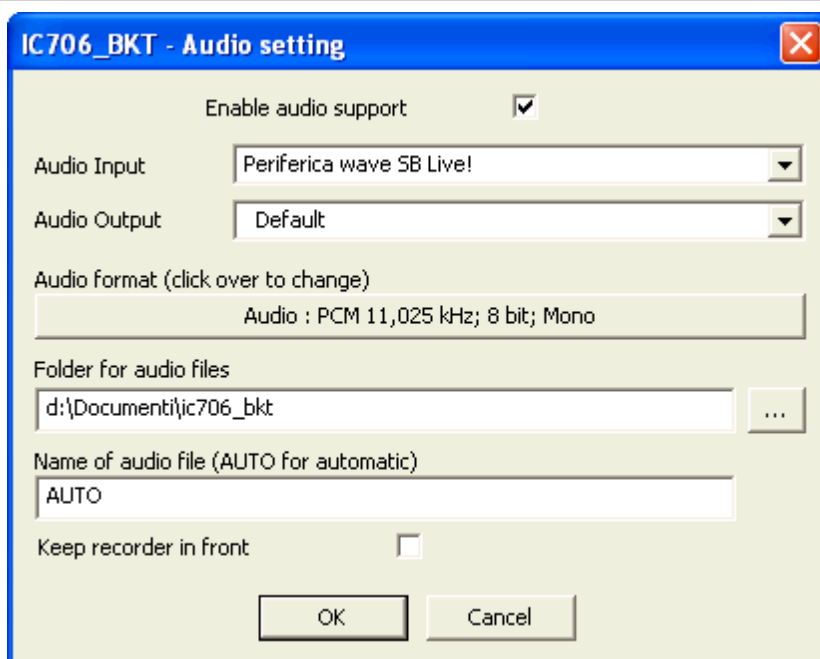 IC706_BKT - Audio setting
Enable audio support
Audio Input Periferica wave SB Live!
Audio Output Default
Audio format (click over to change)
Audio : PCM 11,025 kHz; 8 bit; Mono
Folder for audio files
d:\Documenti\ic706_bkt ...
Name of audio file (AUTO for automatic)
AUTO
Keep recorder in front
OK Cancel